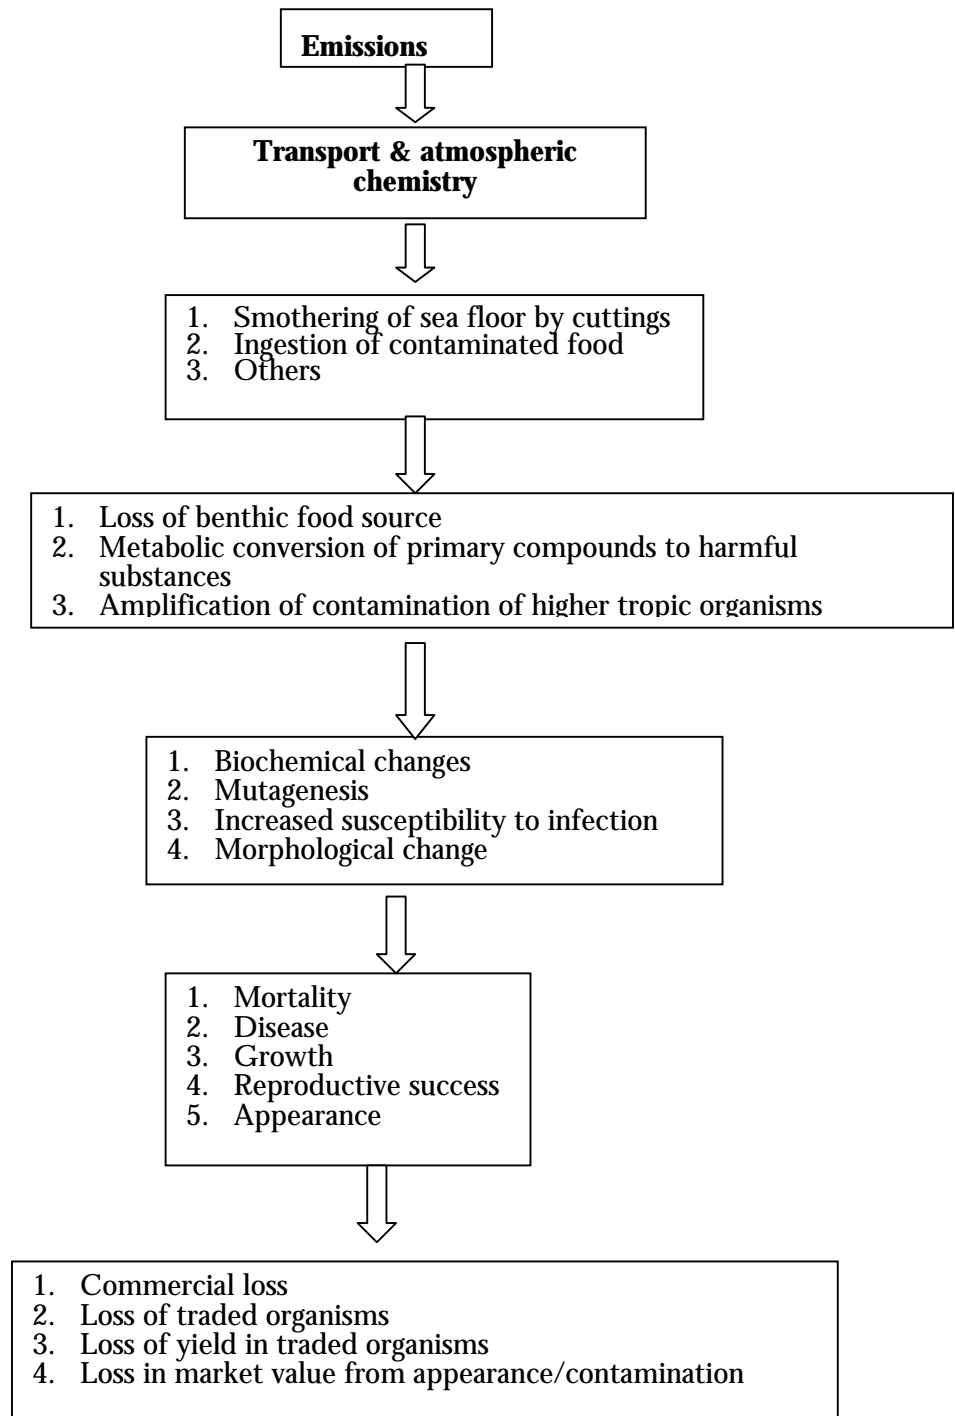 Emissions
Transport & atmospheric
chemistry
1. Smothering of sea floor by cuttings
2. Ingestion of contaminated food
3. Others
1. Loss of benthic food source
2. Metabolic conversion of primary compounds to harmful
substances
3. Amplification of contamination of higher tropic organisms
1. Biochemical changes
2. Mutagenesis
3. Increased susceptibility to infection
4. Morphological change
1. Mortality
2. Disease
3. Growth
4. Reproductive success
5. Appearance
1. Commercial loss
2. Loss of traded organisms
3. Loss of yield in traded organisms
4. Loss in market value from appearance/contamination